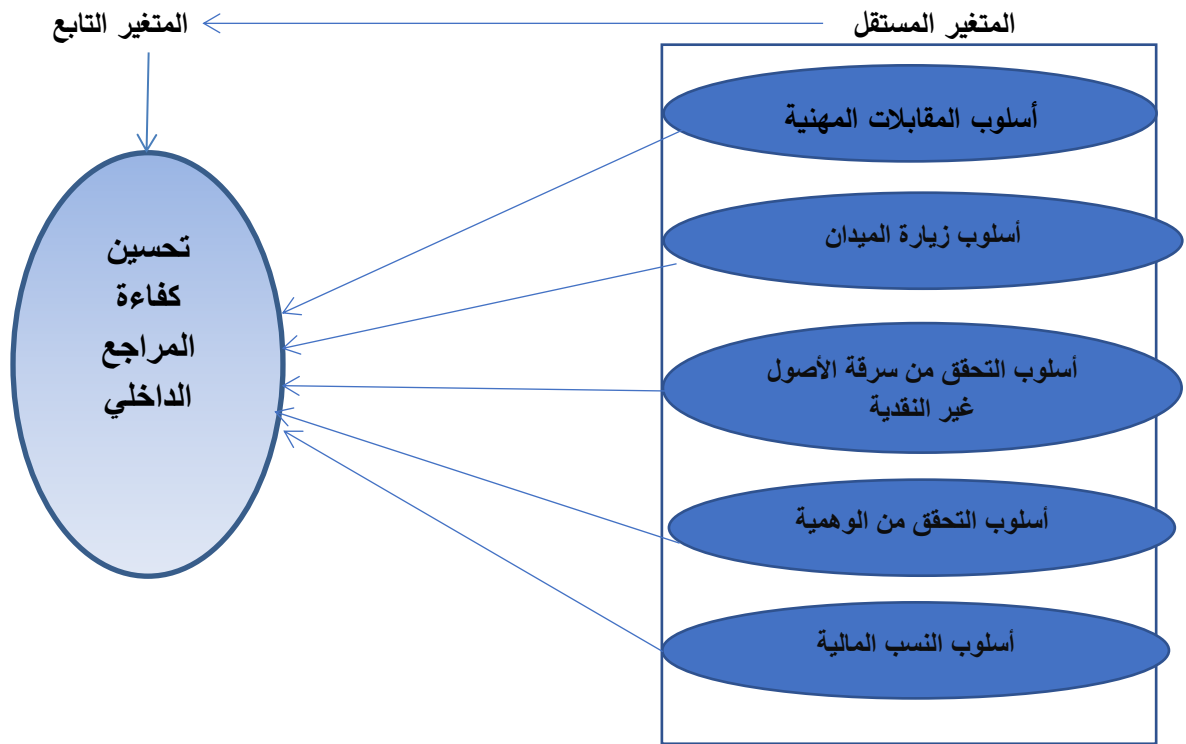 المتغير المستقل
المتغير التابع
أسلوب المقابلات المهنية
أسلوب زيارة الميدان
أسلوب التحقق من سرقة الأصول
غير النقدية
أسلوب التحقق من الوهمية
أسلوب النسب المالية
تحسين
كفاءة
المراجع
الداخلي